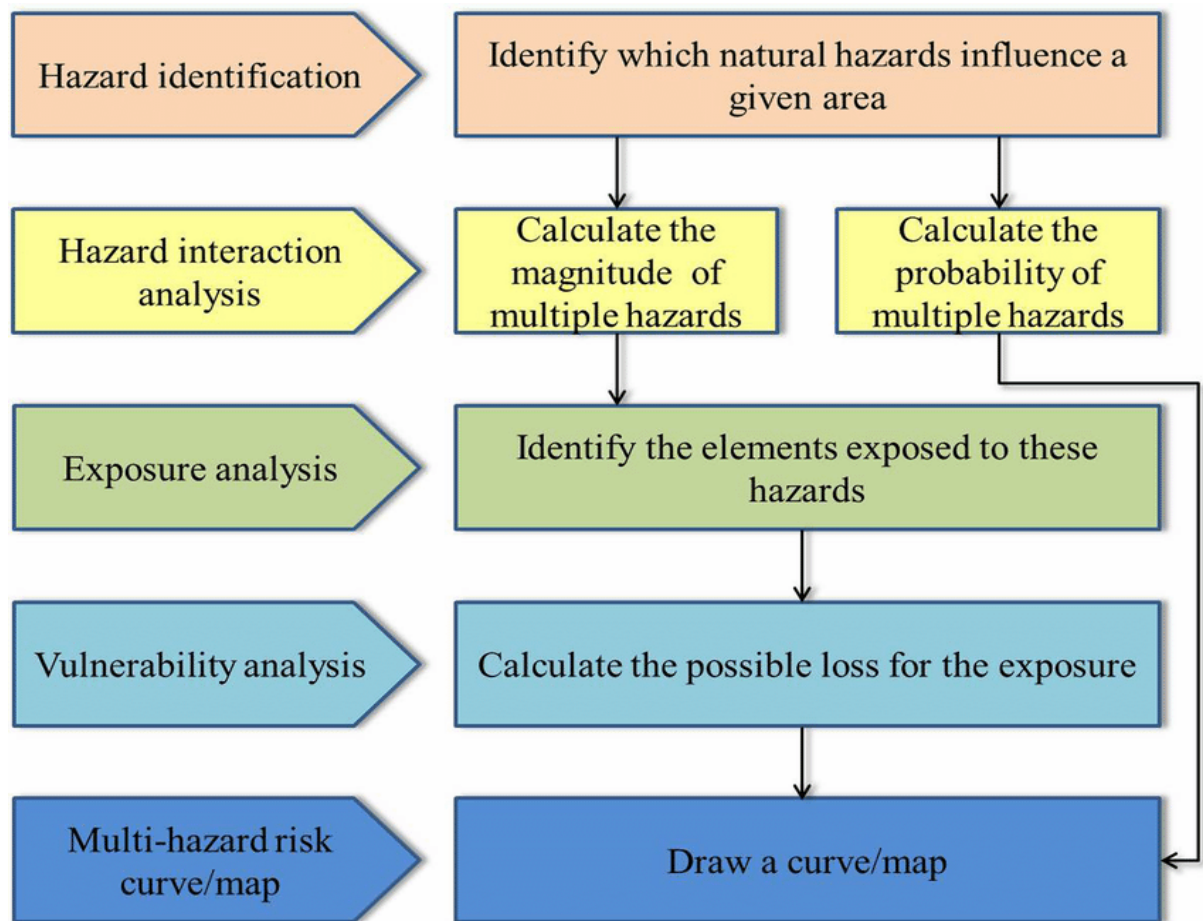 Hazard identification
Identify which natural hazards influence a
given area
Hazard interaction
analysis
Calculate the
magnitude of
multiple hazards
Calculate the
probability of
multiple hazards
Exposure analysis
Identify the elements exposed to these
hazards
Vulnerability analysis
Calculate the possible loss for the exposure
Multi-hazard risk
curve/map
Draw a curve/map